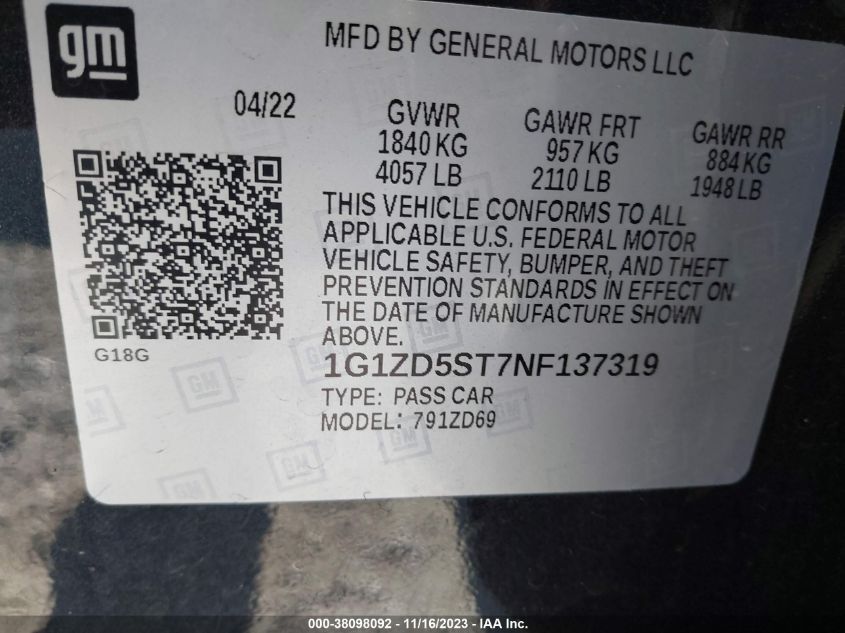 gm
MFD BY GENERAL MOTORS LLC
04/22
GVWR
1840 KG
4057 LB
GAWR FRT
957 KG
2110 LB
GAWR RR
884 KG
1948 LB
THIS VEHICLE CONFORMS TO ALL
APPLICABLE U.S. FEDERAL MOTOR
VEHICLE SAFETY, BUMPER, AND THEFT
PREVENTION STANDARDS IN EFFECT ON
THE DATE OF MANUFACTURE SHOWN
ABOVE.
G18G
1G1ZD5ST7NF137319
TYPE: PASS CAR
MODEL: 791ZD69
000-38098092 - 11/16/2023 - IAA Inc.